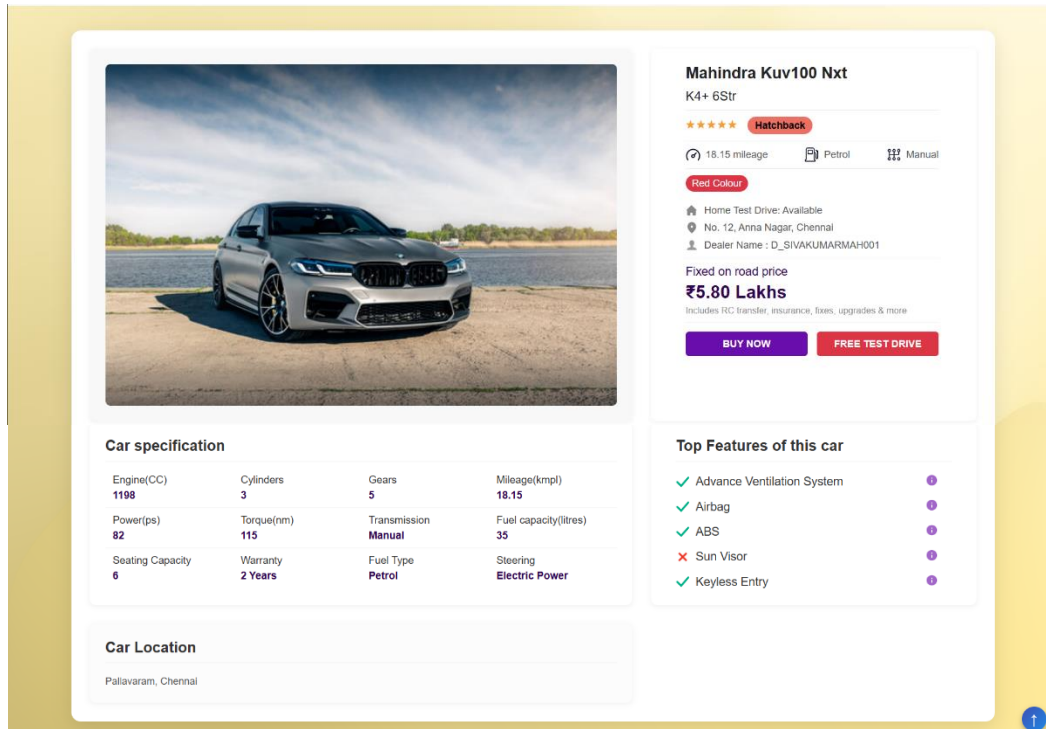 Mahindra Kuv100 Nxt
K4+ 6Str
Hatchback
18.15 mileage Petrol Manual
Red Colour
Home Test Drive: Available
No. 12, Anna Nagar, Chennai
Dealer Name : D_SIVAKUMARMAH001
Fixed on road price
₹5.80 Lakhs
Includes RC transfer, insurance, fixes, upgrades & more
BUY NOW FREE TEST DRIVE
Car specification
Engine(CC) Cylinders Gears Mileage(kmpl)
1198 3 5 18.15
Power(ps) Torque(nm) Transmission Fuel capacity(litres)
82 115 Manual 35
Seating Capacity Warranty Fuel Type Steering
6 2 Years Petrol Electric Power
Top Features of this car
Advance Ventilation System
Airbag
ABS
Sun Visor
Keyless Entry
Car Location
Pallavaram, Chennai